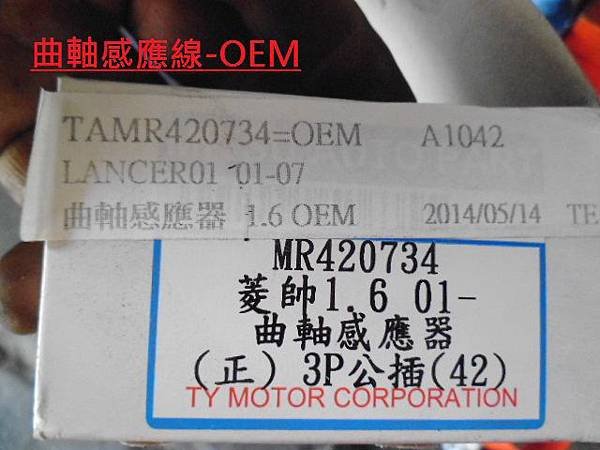 曲軸感應線-OEM
TAMR420734=OEM A1042
LANCER01 01-07
曲軸感應器 1.6 OEM 2014/05/14 TE
MR420734
菱帥1.6 01-
曲軸感應器
(正) 3P公插(42)
TY MOTOR CORPORATION